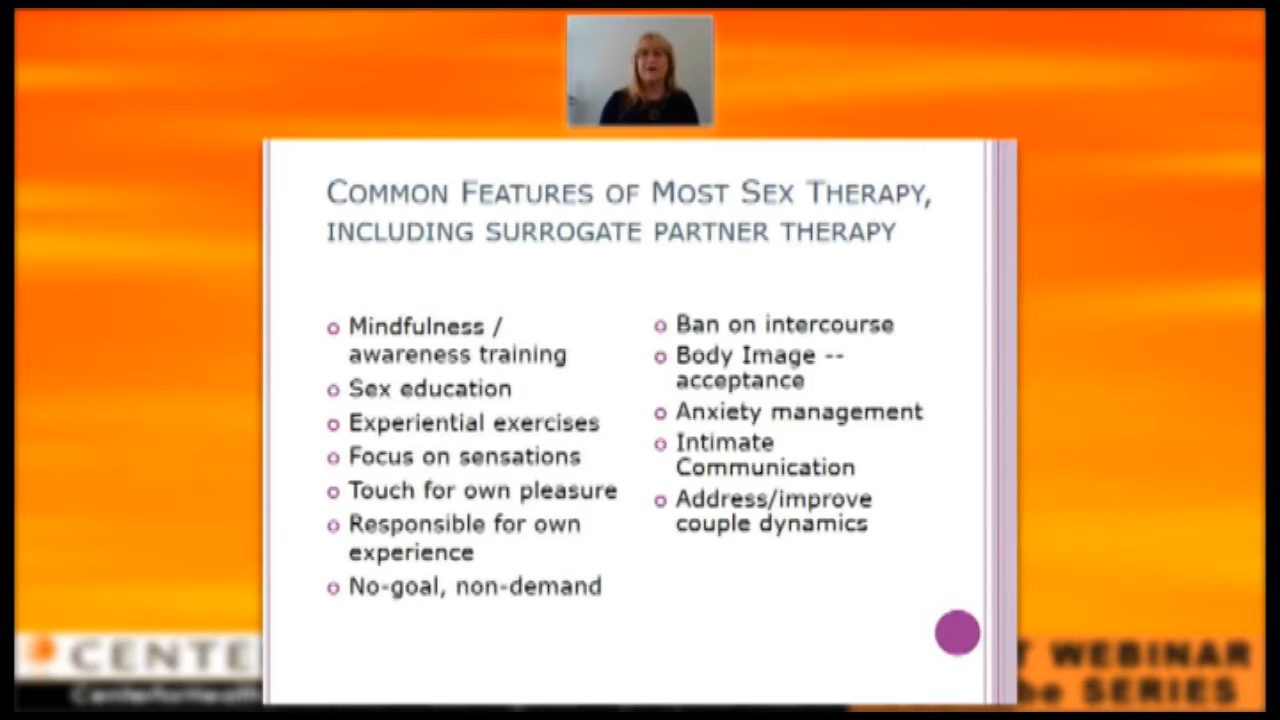 COMMON FEATURES OF MOST SEX THERAPY,
INCLUDING SURROGATE PARTNER THERAPY
Mindfulness /
awareness training
Sex education
Experiential exercises
Focus on sensations
Touch for own pleasure
Responsible for own
experience
No-goal, non-demand
Ban on intercourse
Body Image --
acceptance
Anxiety management
Intimate
Communication
Address/improve
couple dynamics
CENTE
CenterforHealth
T WEBINAR
be SERIES